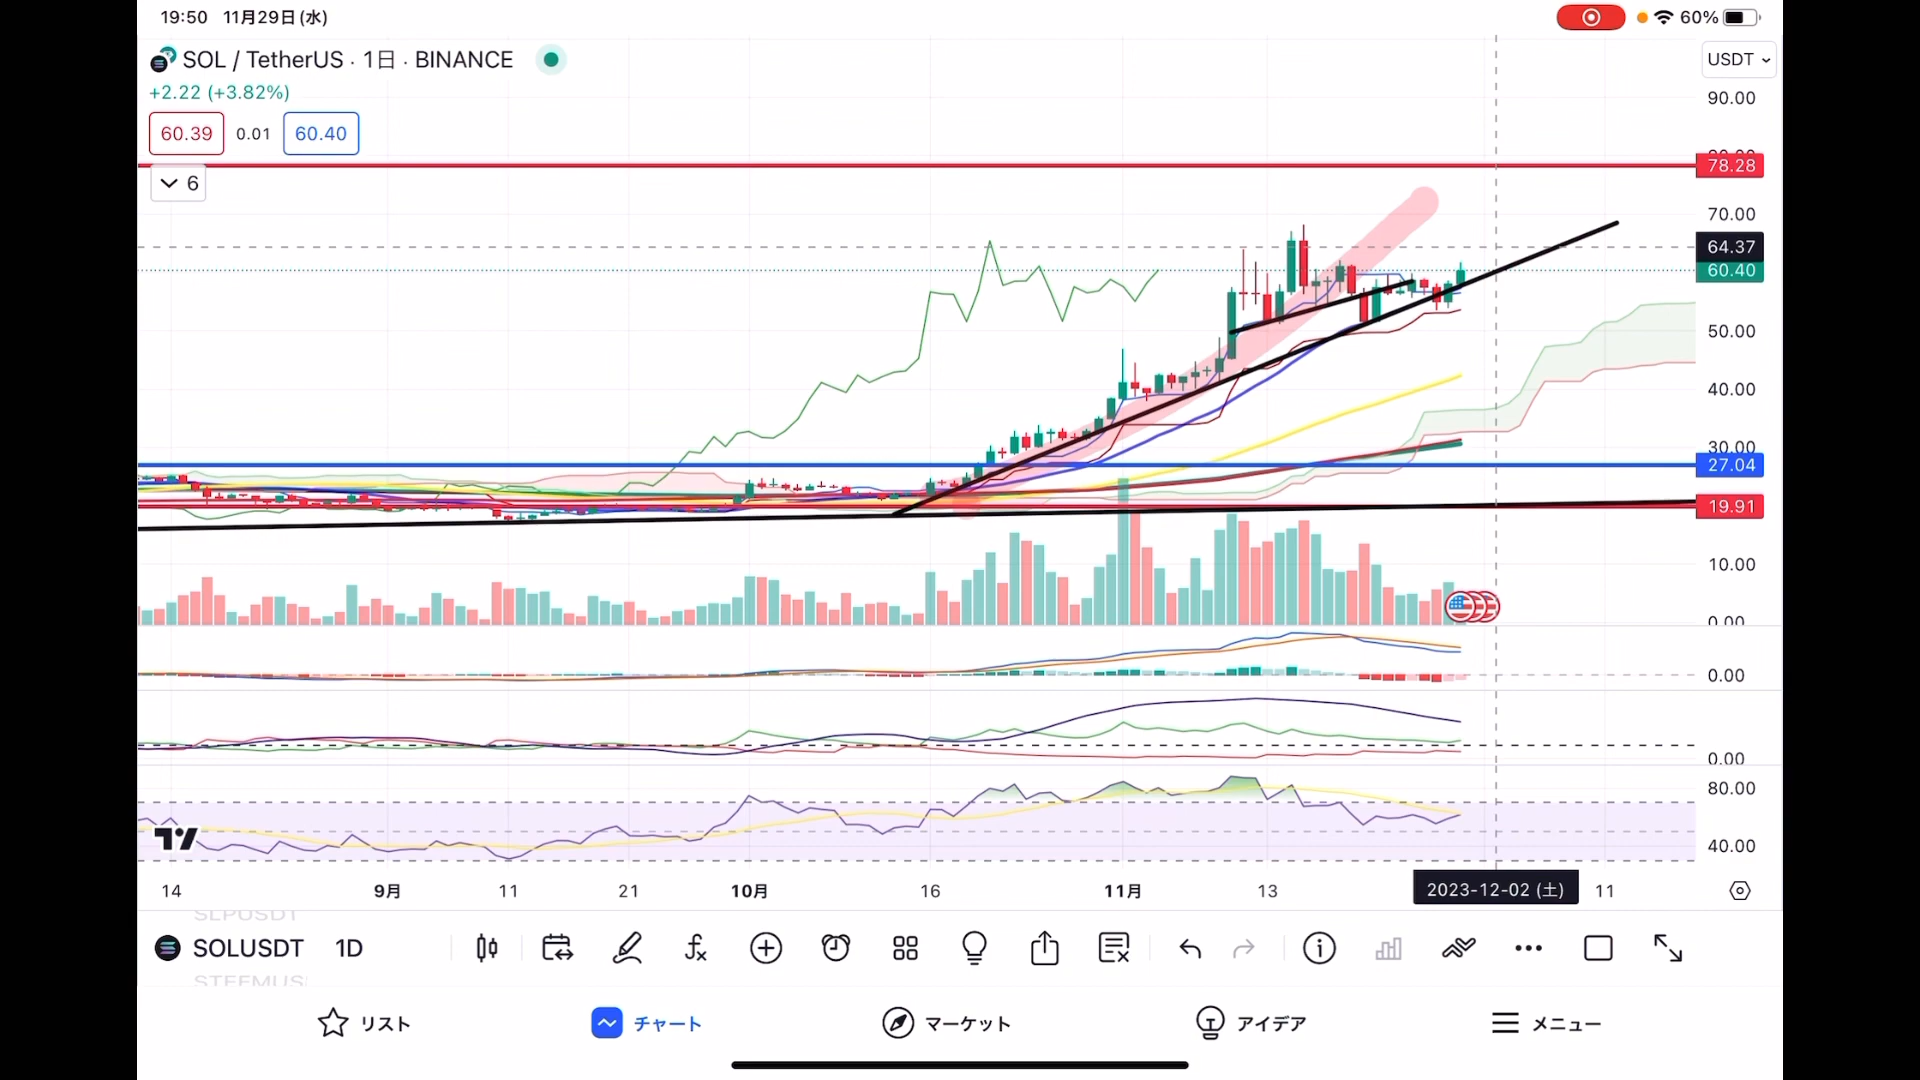 19:50 11月29日(水)
60%
SOL / TetherUS · 1日 · BINANCE
USDT
+2.22 (+3.82%)
60.39 0.01 60.40
6
90.00
78.28
70.00
64.37
60.40
50.00
40.00
30.00
27.04
19.91
10.00
0.00
0.00
0.00
80.00
40.00
14 9月 11 21 10月 16 11月 13 2023-12-02 (土) 11
SLPUSDT
SOLUSDT 1D
STEEMUS
リスト チャート マーケット アイデア メニュー